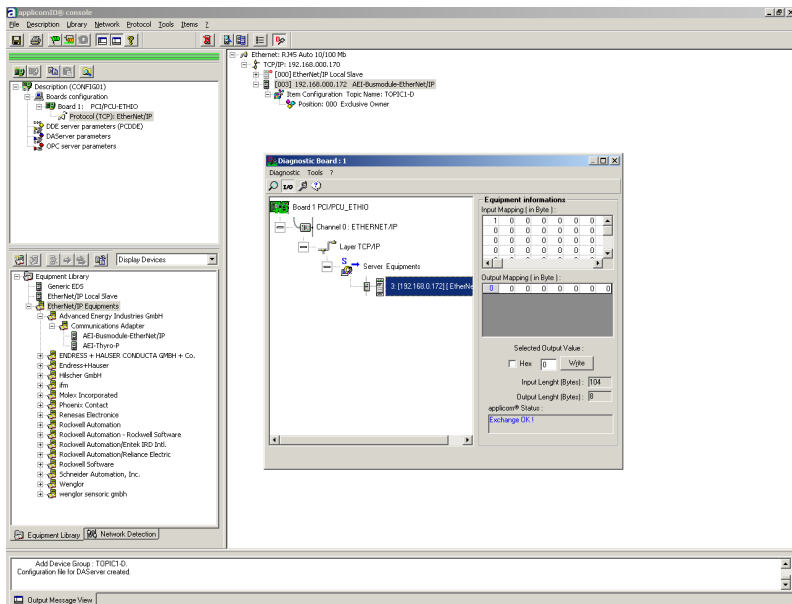 applicomIO® console
File Description Library Network Protocol Tools Items ?
Description (CONFIG01)
Boards configuration
Board 1: PCI/PCU-ETHIO
Protocol (TCP): EtherNet/IP
DDE server parameters (PCDDE)
DAServer parameters
OPC server parameters
Display Devices
Equipment Library
Generic EDS
EtherNet/IP Local Slave
EtherNet/IP Equipments
Advanced Energy Industries GmbH
Communications Adapter
AEI-Busmodule-EtherNet/IP
AEI-Thyro-P
ENDRESS + HAUSER CONDUCTA GMBH + Co.
Endress+Hauser
Hilscher GmbH
ifm
Molex Incorporated
Phoenix Contact
Renesas Electronics
Rockwell Automation
Rockwell Automation - Rockwell Software
Rockwell Automation/Entek IRD Intl.
Rockwell Automation/Reliance Electric
Rockwell Software
Schneider Automation, Inc.
Wenglor
wenglor sensoric gmbh
Equipment Library Network Detection
Ethernet: RJ45 Auto 10/100 Mb
TCP/IP: 192.168.000.170
[000] EtherNet/IP Local Slave
[003] 192.168.000.172 AEI-Busmodule-EtherNet/IP
Item Configuration Topic Name: TOPIC1-D
Position: 000 Exclusive Owner
Diagnostic Board : 1
Diagnostic Tools ?
I/O
Board 1 PCI/PCU_ETHIO
Channel 0 : ETHERNET/IP
Layer TCP/IP
S
Server Equipments
3: [192.168.0.172] ( EtherNe
Equipment informations
Input Mapping ( in Byte ) :
1 0 0 0 0 0 0
0 0 0 0 0 0 0
0 0 0 0 0 0 0
0 0 0 0 0 0 0
Output Mapping ( in Byte ) :
0 0 0 0 0 0 0 0
Selected Output Value :
Hex 0 Write
Input Lenght (Bytes) : 104
Output Lenght (Bytes) : 8
applicom® Status :
Exchange OK !
Add Device Group : TOPIC1-D.
Configuration file for DAServer created.
Output Message View